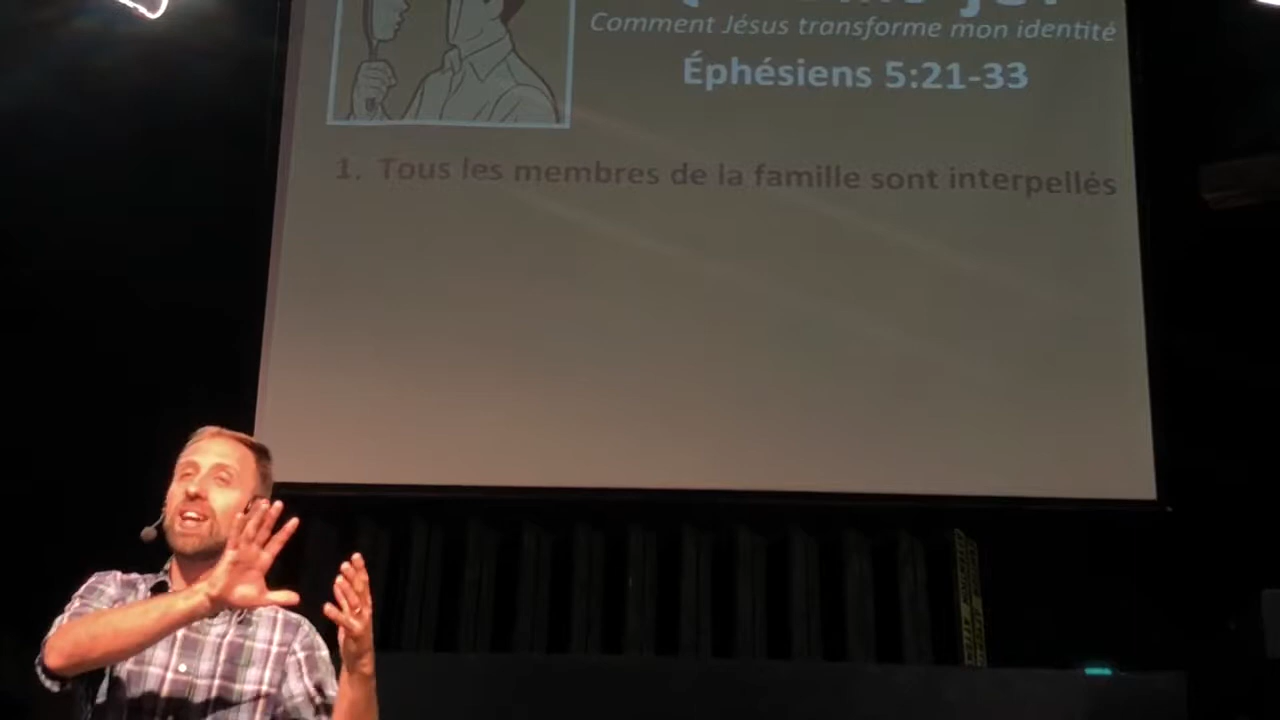 Comment Jésus transforme mon identité
Éphésiens 5:21-33
1. Tous les membres de la famille sont interpellés